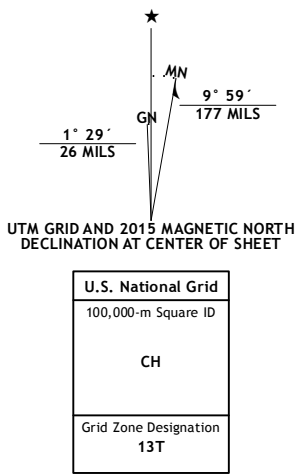 ★
MN
GN
9° 59´
177 MILS
1° 29´
26 MILS
UTM GRID AND 2015 MAGNETIC NORTH
DECLINATION AT CENTER OF SHEET
U.S. National Grid
100,000-m Square ID
CH
Grid Zone Designation
13T